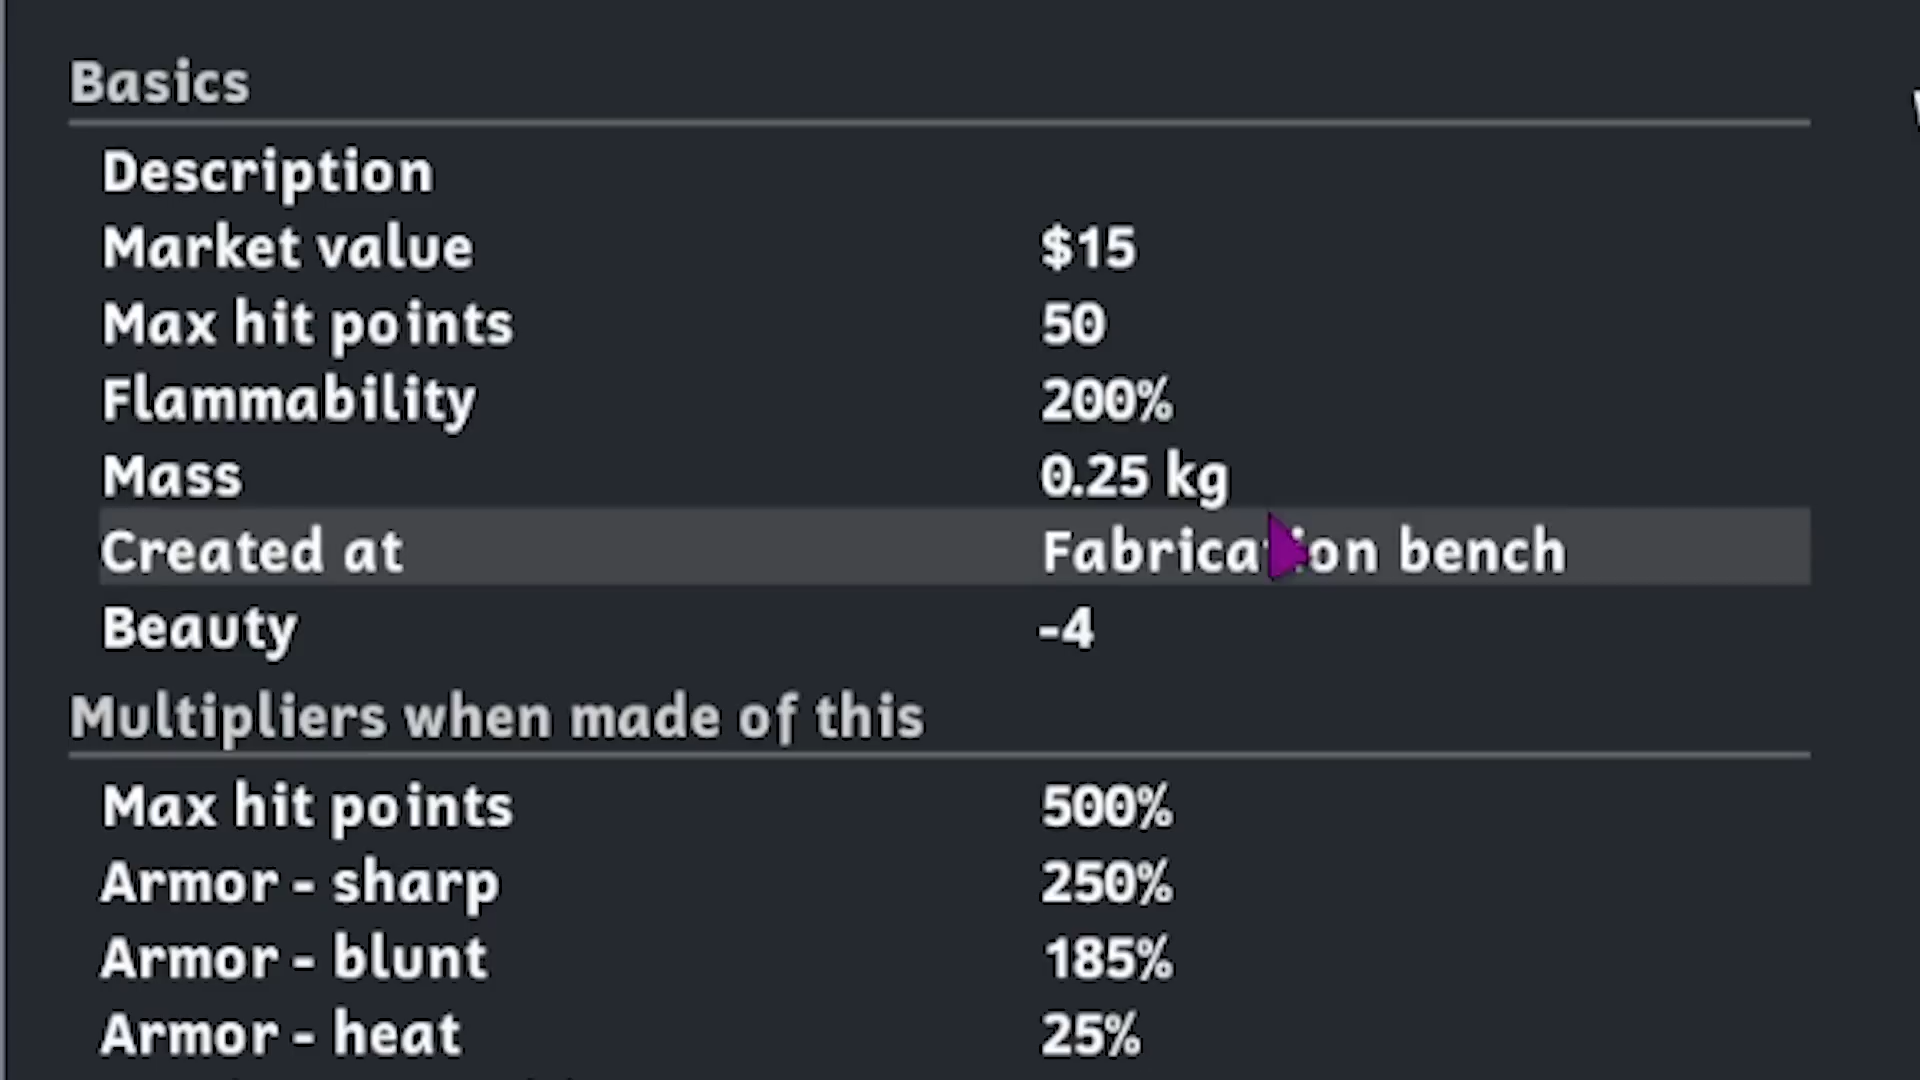 Basics
Description
Market value $15
Max hit points 50
Flammability 200%
Mass 0.25 kg
Created at Fabrication bench
Beauty -4
Multipliers when made of this
Max hit points 500%
Armor - sharp 250%
Armor - blunt 185%
Armor - heat 25%